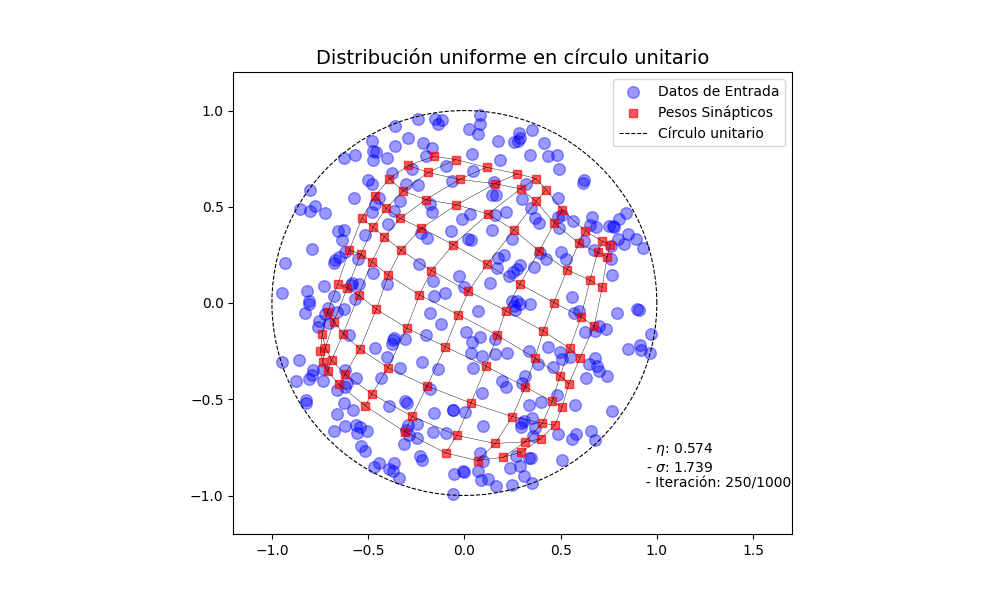 Distribución uniforme en círculo unitario
Datos de Entrada
Pesos Sinápticos
Círculo unitario
1.0
0.5
0.0
−0.5
−1.0
- η: 0.574
- σ: 1.739
- Iteración: 250/1000
−1.0 −0.5 0.0 0.5 1.0 1.5